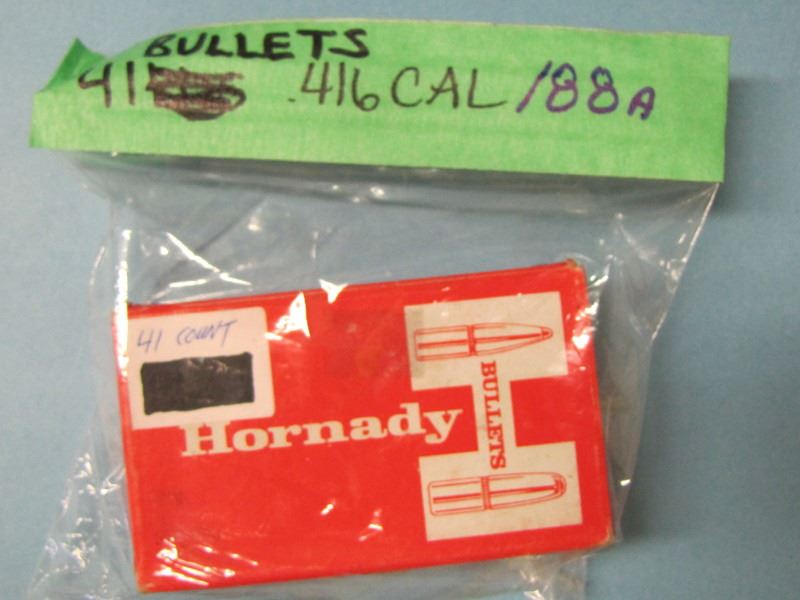 BULLETS
41 .416 CAL 188A
41 COUNT
Hornady
BULLETS